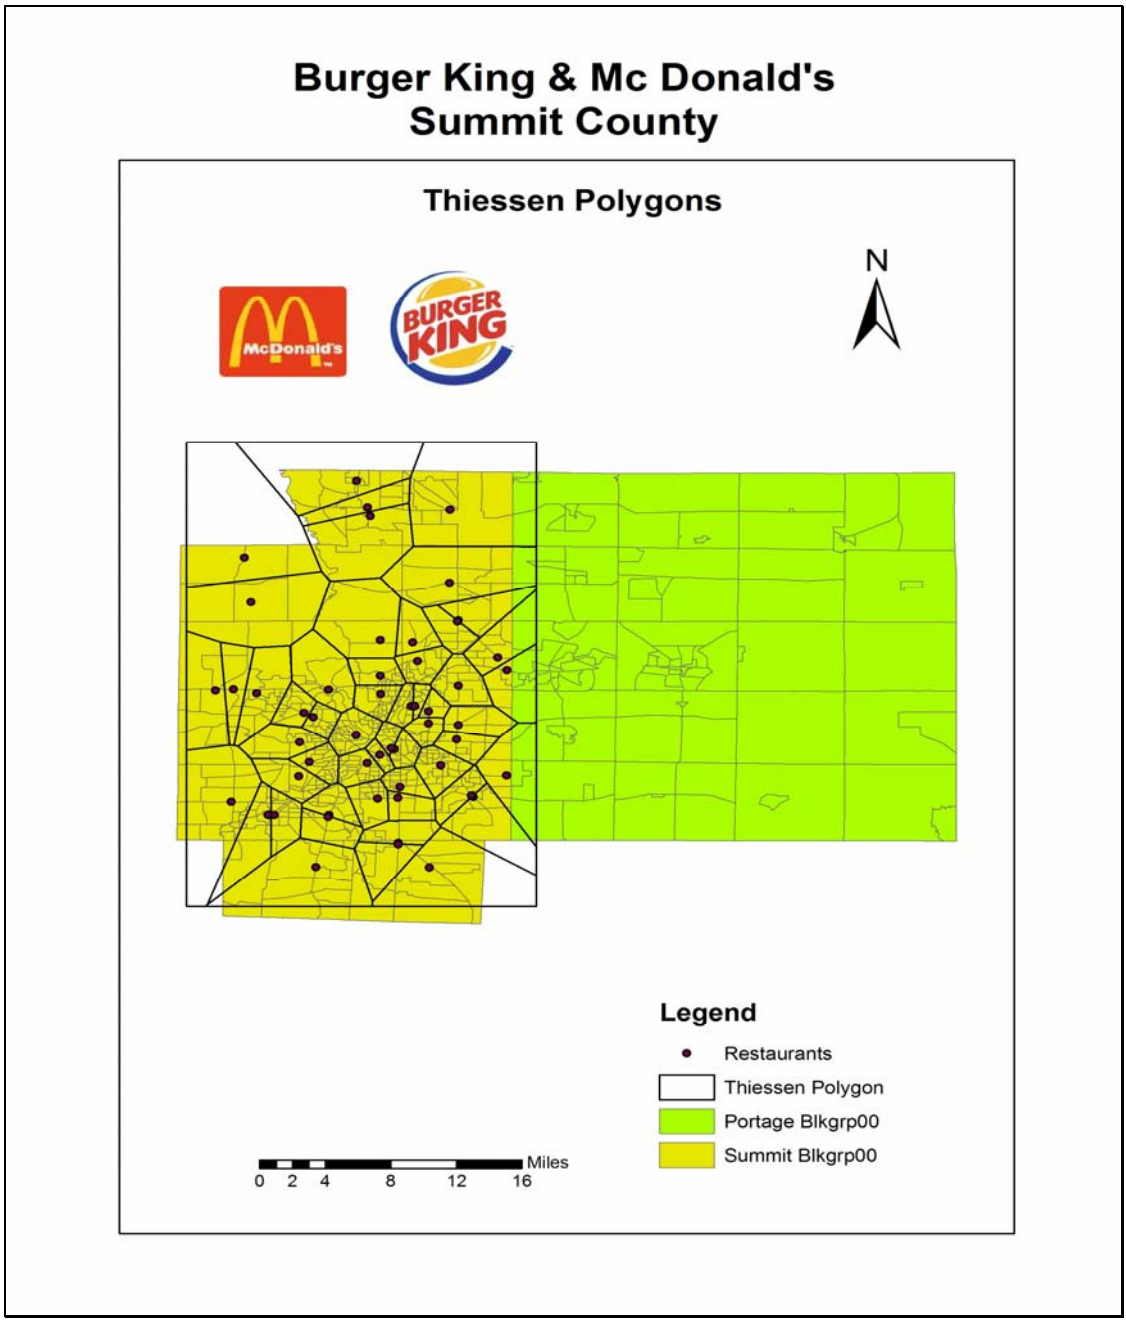 Burger King & Mc Donald's
Summit County
Thiessen Polygons
N
McDonald's
TM
BURGER
KING
Legend
Restaurants
Thiessen Polygon
Portage Blkgrp00
Summit Blkgrp00
Miles
0 2 4 8 12 16